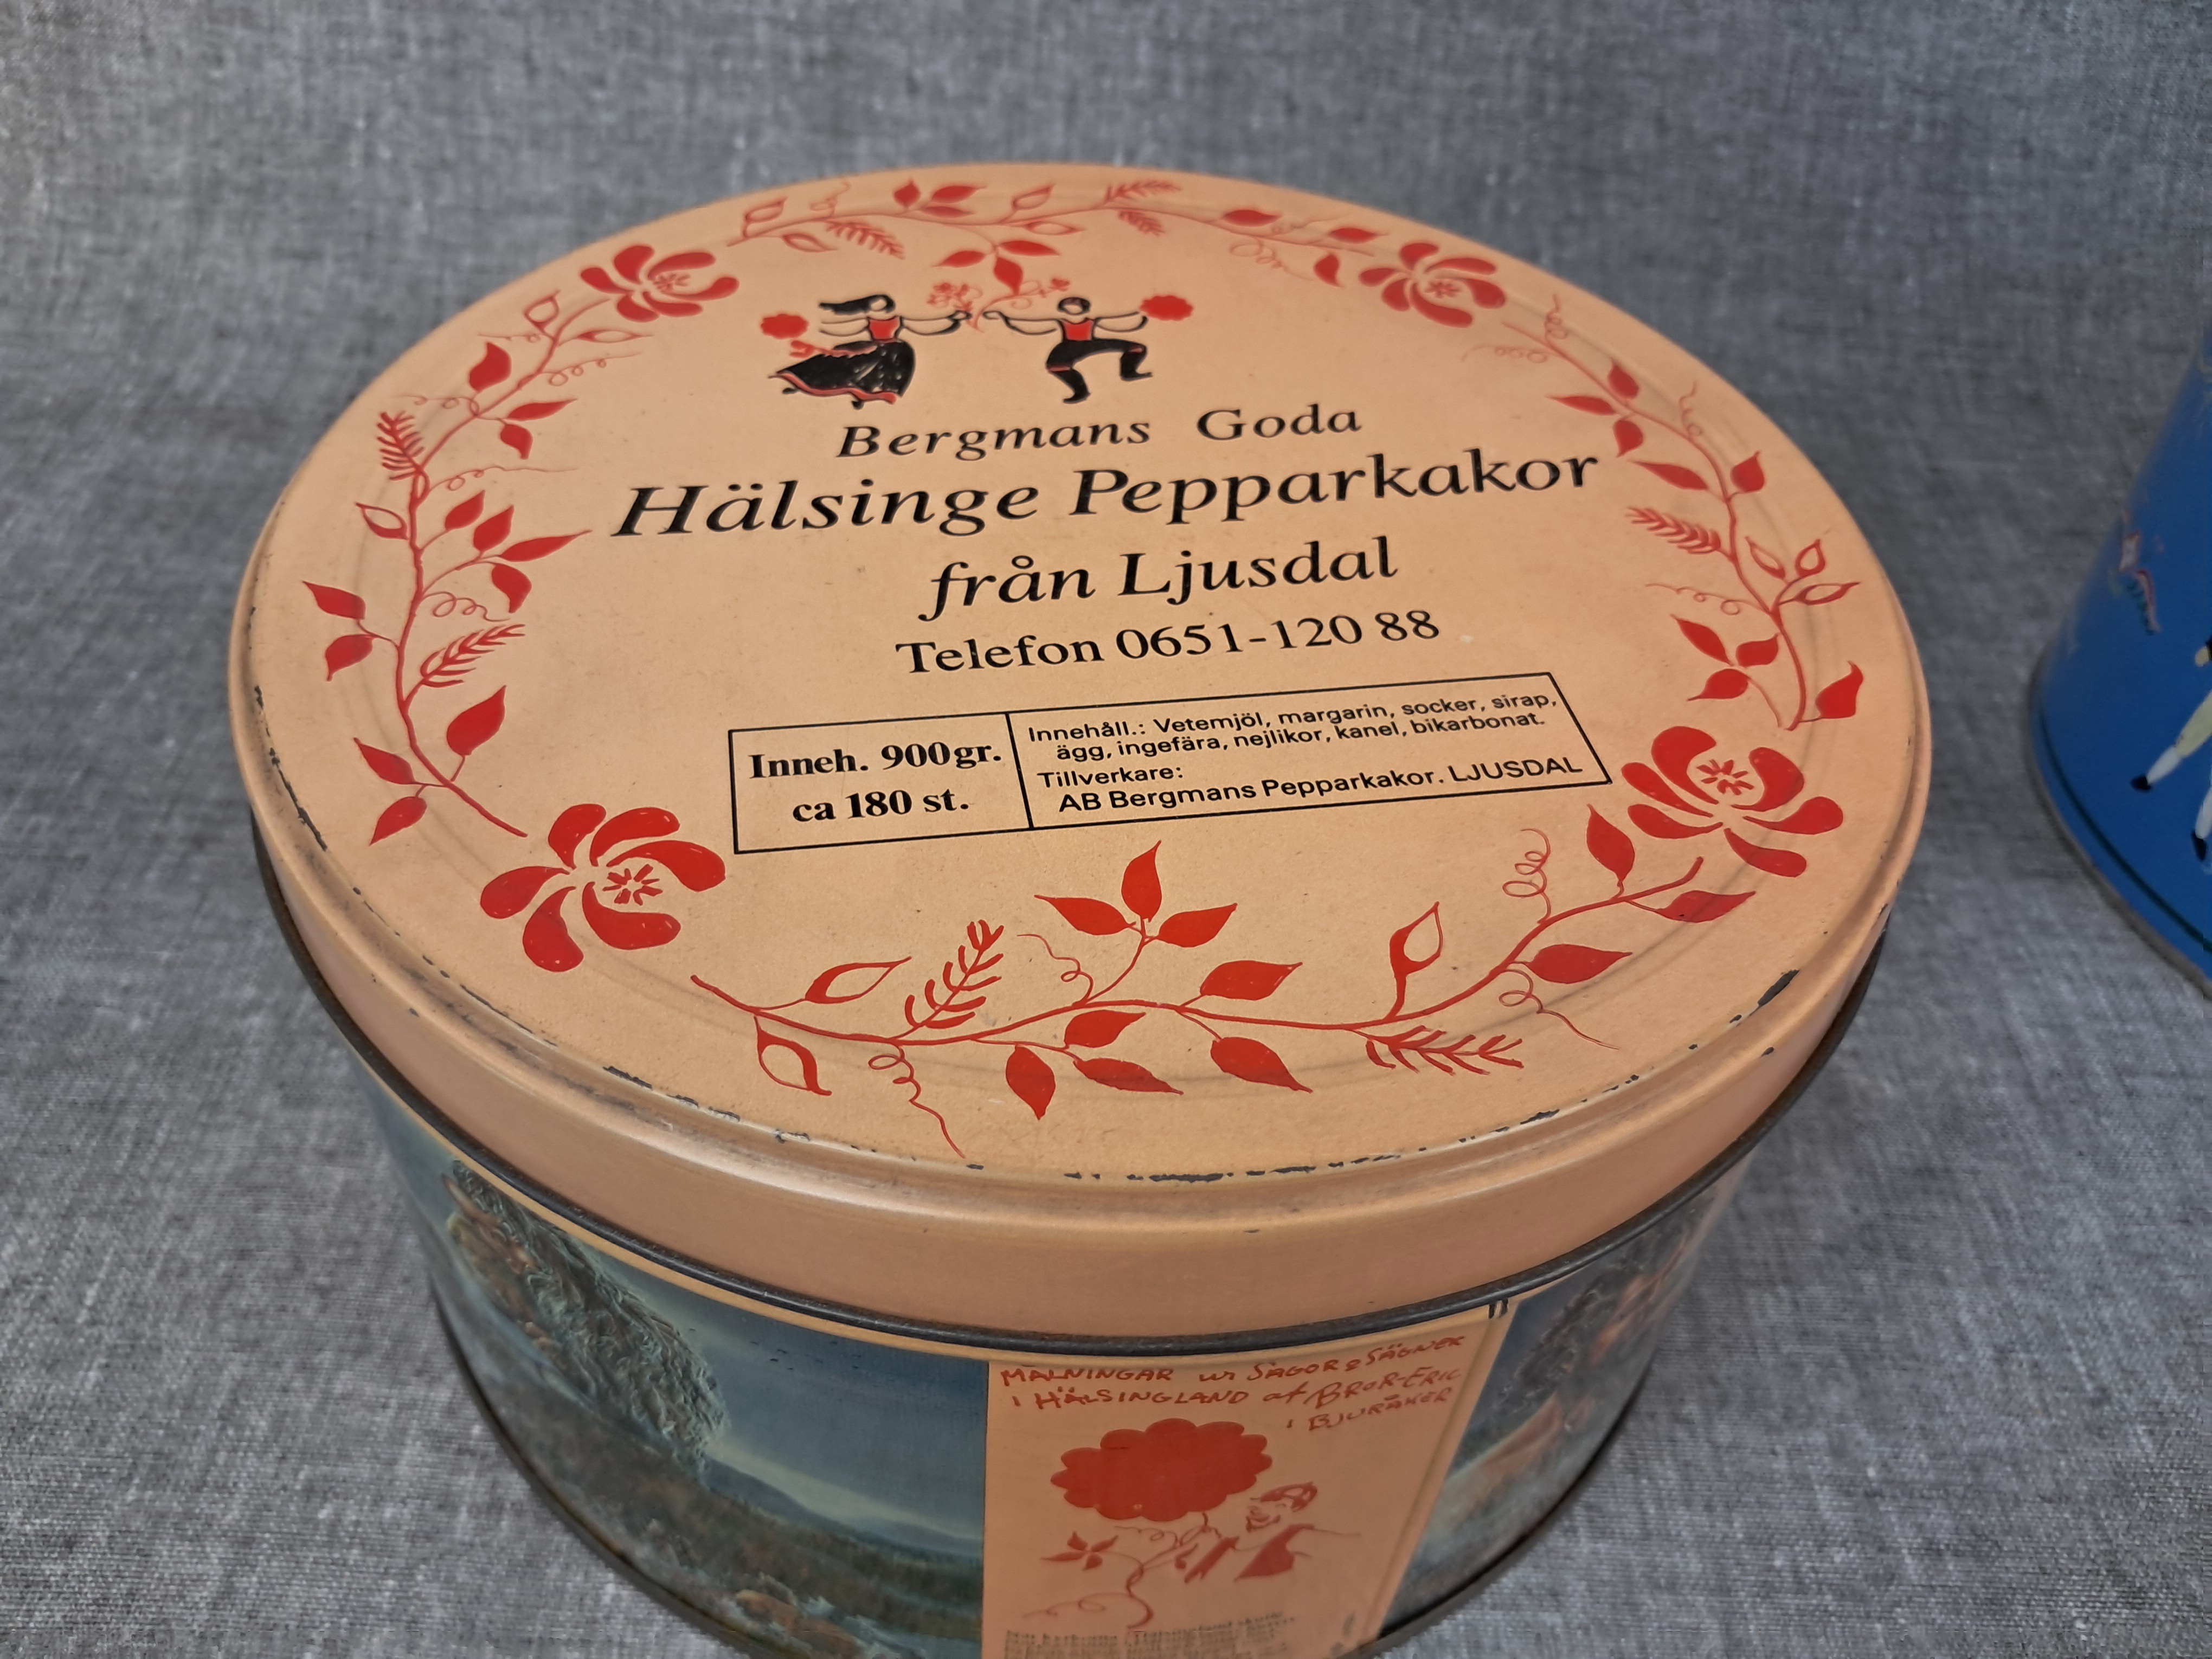 Bergmans Goda
Hälsinge Pepparkakor
från Ljusdal
Telefon 0651-120 88
Inneh. 900gr.
ca 180 st.
Innehåll.: Vetemjöl, margarin, socker, sirap,
ägg, ingefära, nejlikor, kanel, bikarbonat.
Tillverkare:
AB Bergmans Pepparkakor. LJUSDAL
MÅLNINGAR ur SAGOR & SÄGNER
i HÄLSINGLAND af BROR-ERIC
i BJURÅKER